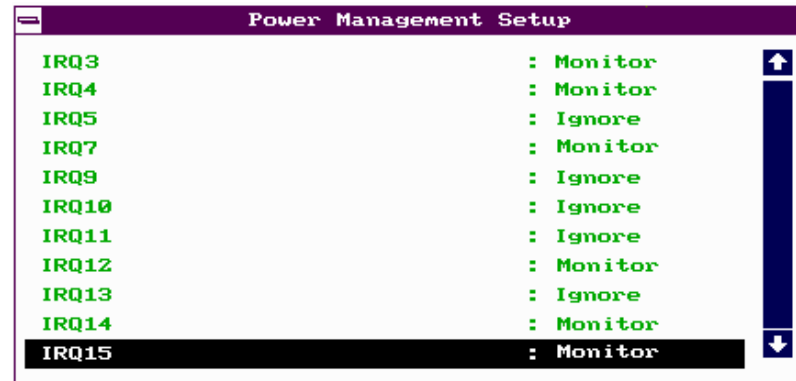 Power Management Setup
IRQ3 : Monitor
IRQ4 : Monitor
IRQ5 : Ignore
IRQ7 : Monitor
IRQ9 : Ignore
IRQ10 : Ignore
IRQ11 : Ignore
IRQ12 : Monitor
IRQ13 : Ignore
IRQ14 : Monitor
IRQ15 : Monitor